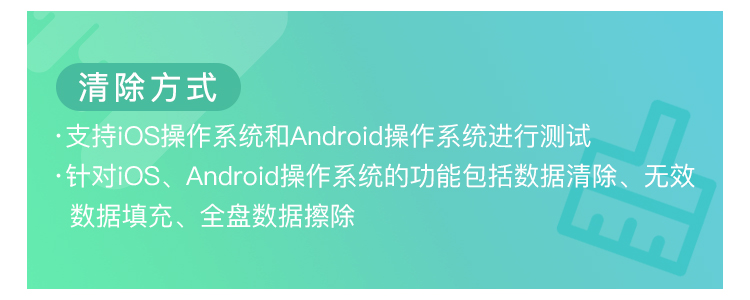 清除方式
·支持iOS操作系统和Android操作系统进行测试
·针对iOS、Android操作系统的功能包括数据清除、无效
数据填充、全盘数据擦除